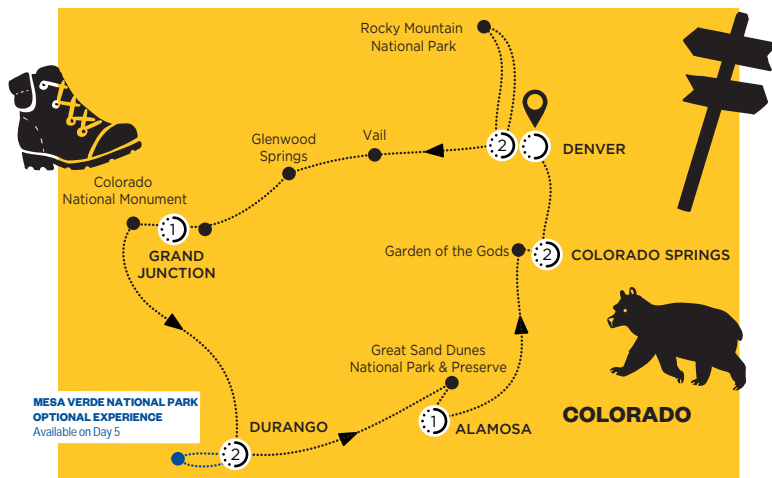 Rocky Mountain
National Park
2
DENVER
Vail
Glenwood
Springs
Colorado
National Monument
1
GRAND
JUNCTION
Garden of the Gods
2
COLORADO SPRINGS
Great Sand Dunes
National Park & Preserve
MESA VERDE NATIONAL PARK
OPTIONAL EXPERIENCE
Available on Day 5
DURANGO
2
1
ALAMOSA
COLORADO